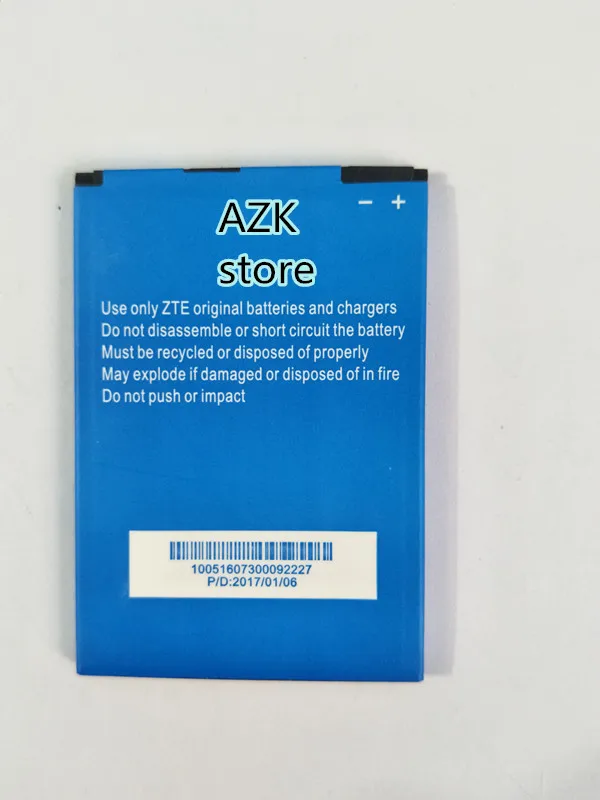 − +
AZK
store
Use only ZTE original batteries and chargers
Do not disassemble or short circuit the battery
Must be recycled or disposed of properly
May explode if damaged or disposed of in fire
Do not push or impact
10051607300092227
P/D:2017/01/06